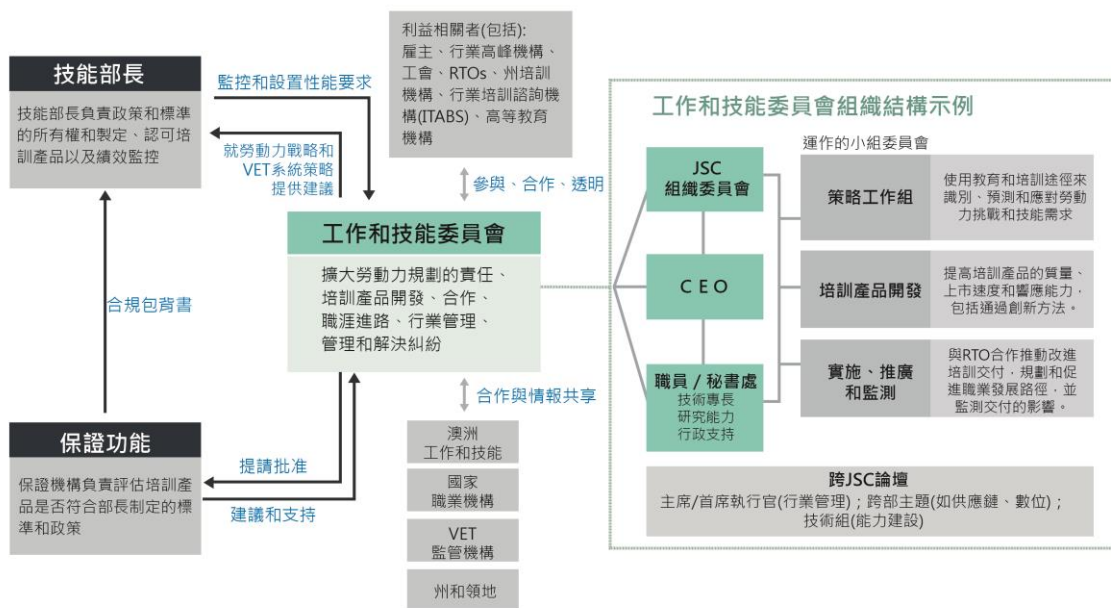 技能部長
技能部長負責政策和標準
的所有權和製定、認可培
訓產品以及績效監控
監控和設置性能要求
就勞動力戰略和
VET系統策略
提供建議
合規包背書
保證功能
保證機構負責評估培訓產
品是否符合部長制定的標
準和政策
提請批准
建議和支持
利益相關者(包括):
雇主、行業高峰機構、
工會、RTOs、州培訓
機構、行業培訓諮詢機
構(ITABS)、高等教育
機構
參與、合作、透明
工作和技能委員會
擴大勞動力規劃的責任、
培訓產品開發、合作、
職涯進路、行業管理、
管理和解決糾紛
合作與情報共享
澳洲
工作和技能
國家
職業機構
VET
監管機構
州和領地
工作和技能委員會組織結構示例
JSC
組織委員會
CEO
職員 / 秘書處
技術專長
研究能力
行政支持
運作的小組委員會
策略工作組
使用教育和培訓途徑來
識別、預測和應對勞動
力挑戰和技能需求
培訓產品開發
提高培訓產品的質量、
上市速度和響應能力，
包括通過創新方法。
實施、推廣
和監測
與RTO合作推動改進
培訓交付，規劃和促
進職業發展路徑，並
監測交付的影響。
跨JSC論壇
主席/首席執行官(行業管理)；跨部主題(如供應鏈、數位)；
技術組(能力建設)